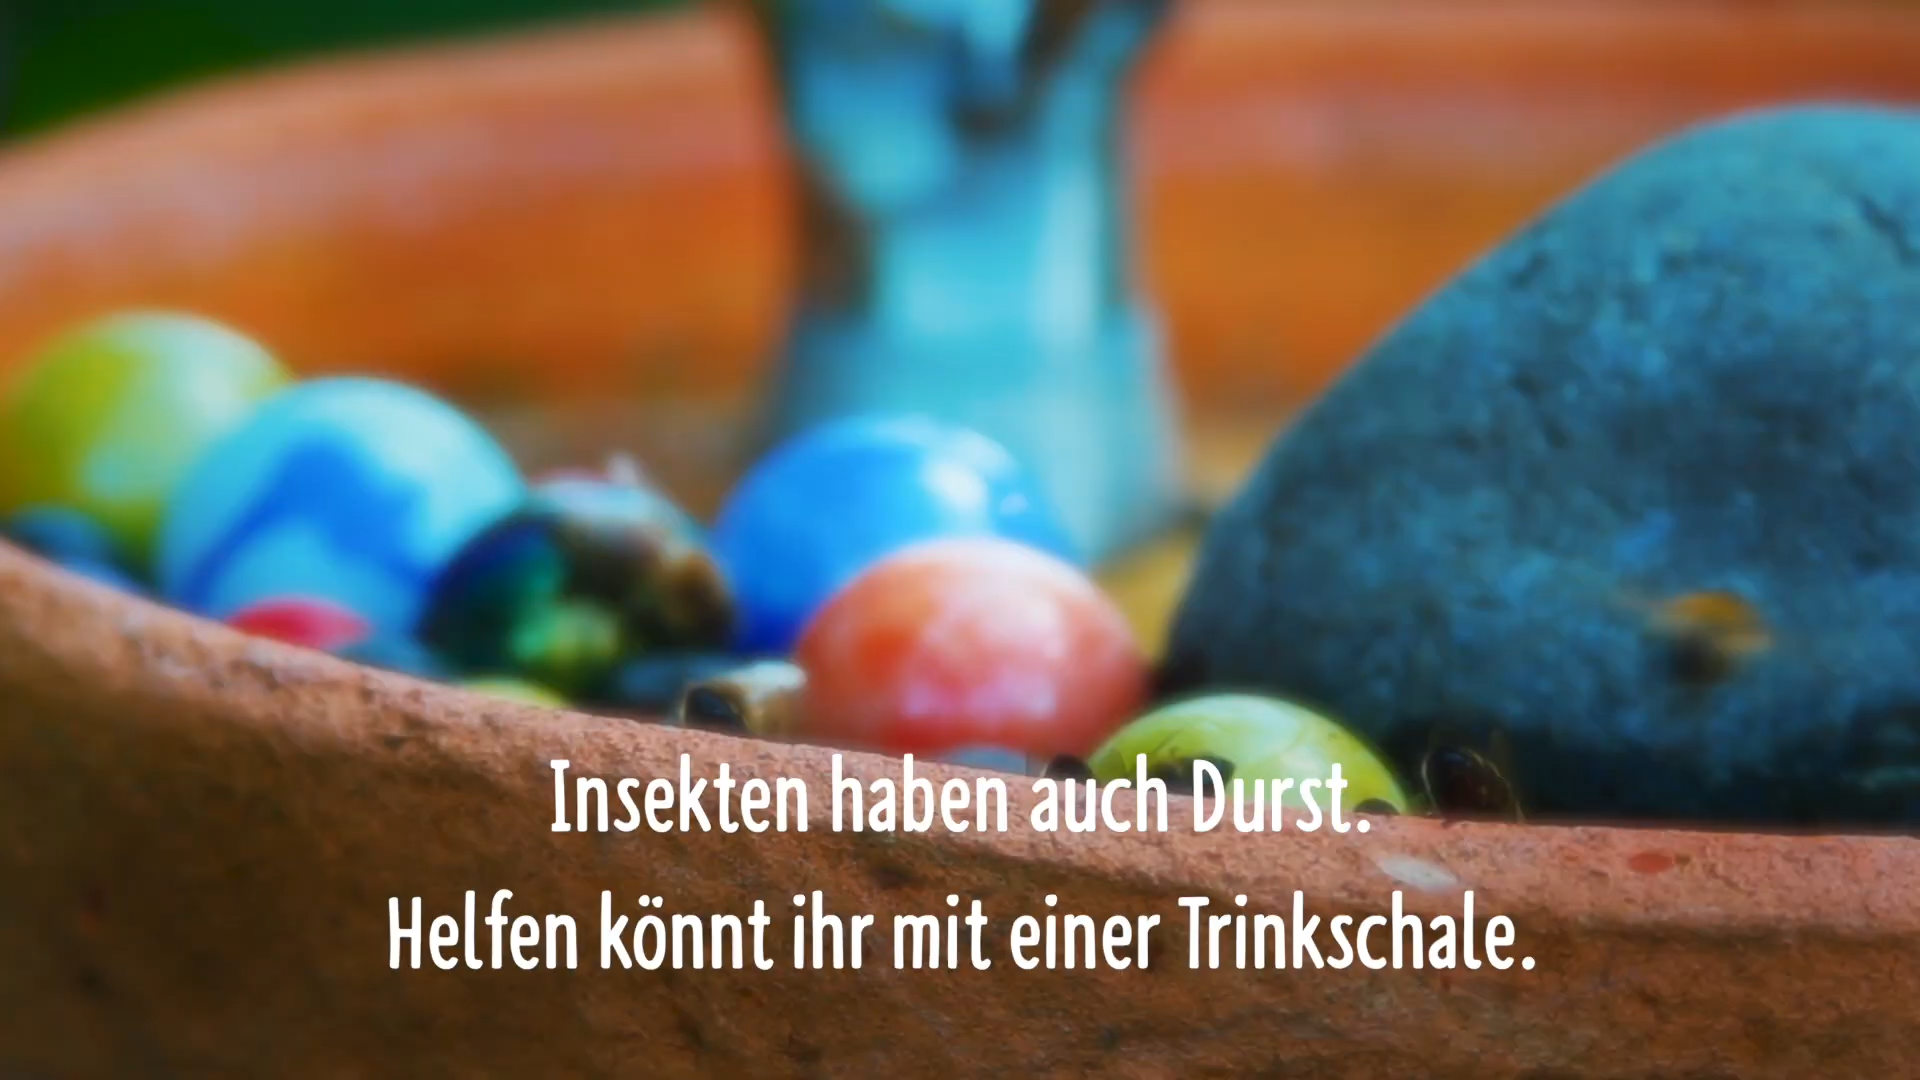 Insekten haben auch Durst.
Helfen könnt ihr mit einer Trinkschale.